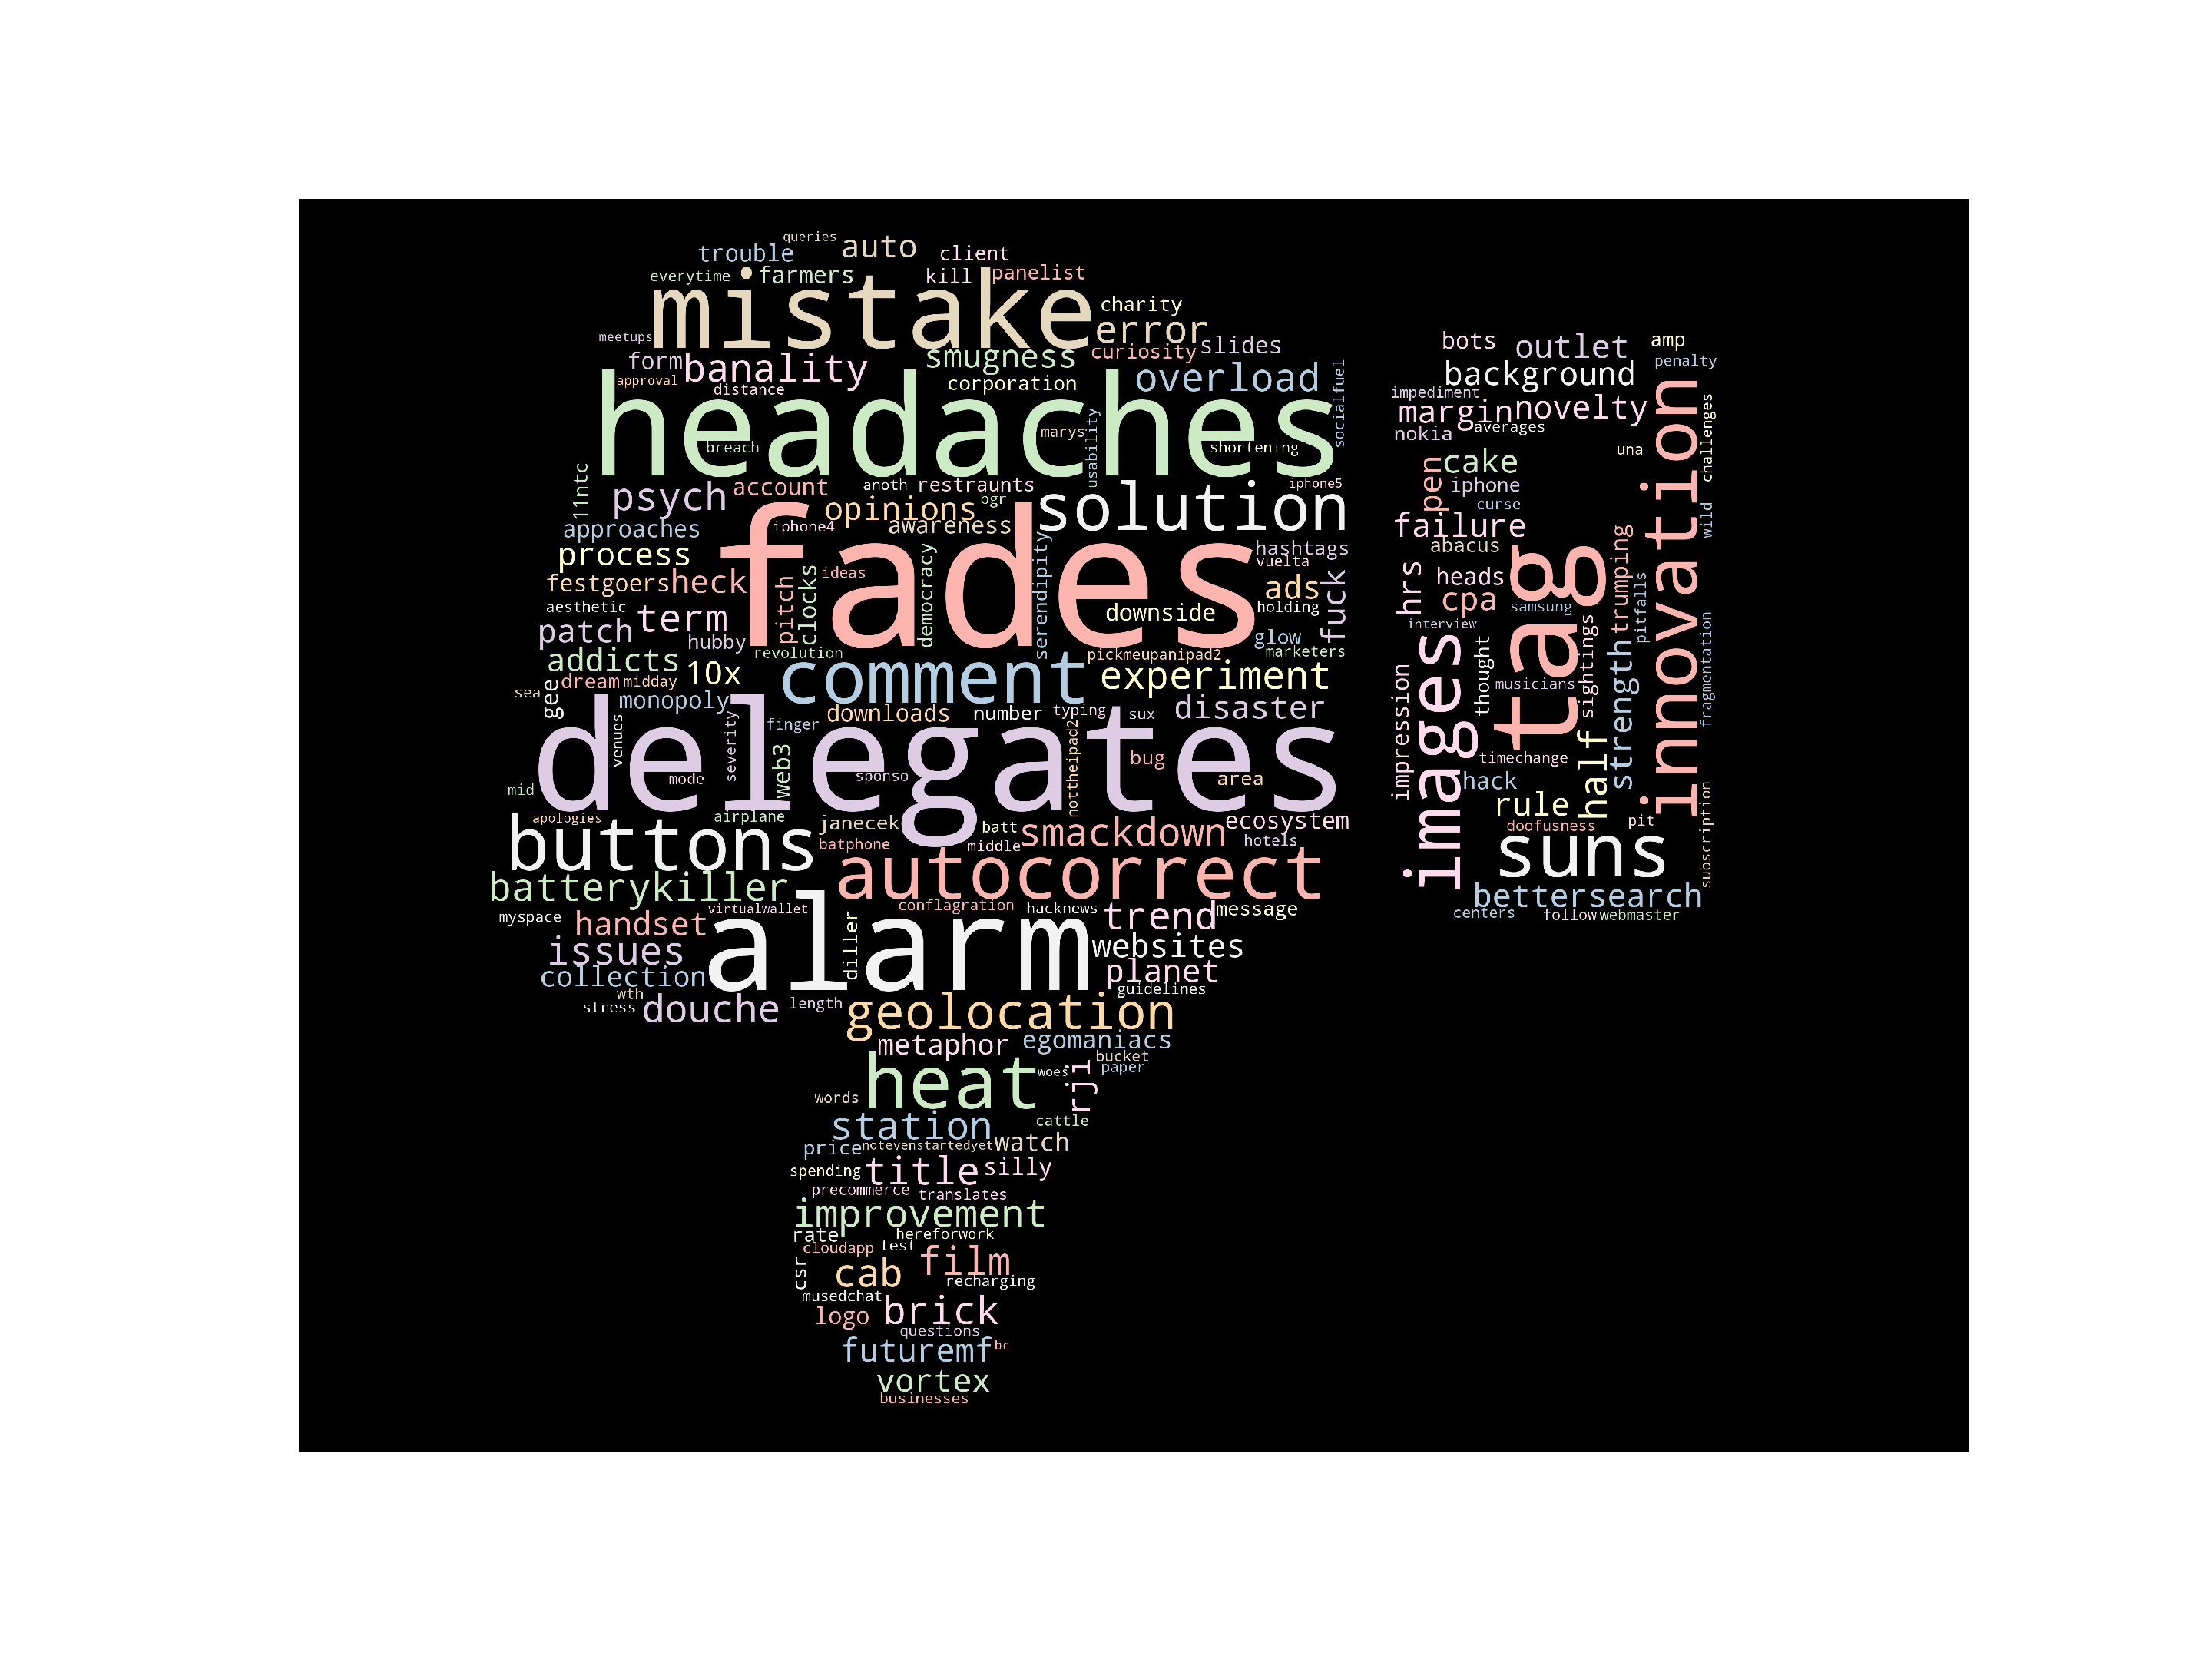 queries
trouble
auto
client
everytime
farmers
kill
panelist
mistake
charity
error
meetups
form
banality
smugness
curiosity
slides
approval
distance
corporation
overload
socialfuel
headaches
breach
marys
usability
shortening
11ntc
psych
account
anoth
restraunts
iphone5
bgr
opinions
awareness
solution
approaches
iphone4
process
fades
hashtags
vuelta
festgoers
heck
pitch
clocks
ideas
democracy
serendipity
ads
fuck
aesthetic
term
downside
holding
patch
hubby
glow
revolution
marketers
addicts
comment
pickmeupanipad2
dream
midday
10x
experiment
sea
gee
monopoly
downloads
number
typing
sux
disaster
finger
delegates
venues
severity
web3
mode
sponso
nottheipad2
bug
area
mid
apologies
airplane
janecek
batt
smackdown
ecosystem
buttons
batphone
middle
hotels
autocorrect
batterykiller
myspace
handset
virtualwallet
conflagration
hacknews
trend
message
alarm
diller
issues
websites
collection
planet
wth
guidelines
stress
douche
length
geolocation
metaphor
egomaniacs
bucket
heat
woes
rji
paper
words
station
cattle
price
notevenstartedyet
watch
spending
title
silly
precommerce
translates
improvement
rate
hereforwork
cloudapp
test
film
csr
cab
recharging
musedchat
logo
brick
questions
futuremf
bc
vortex
businesses
bots
outlet
amp
background
penalty
impediment
margin
novelty
innovation
challenges
nokia
averages
una
pen
cake
iphone
curse
wild
failure
abacus
tag
trumping
hrs
heads
cpa
samsung
pitfalls
interview
images
thought
sightings
strength
fragmentation
impression
musicians
timechange
half
hack
rule
subscription
doofusness
pit
suns
bettersearch
centers
follow
webmaster